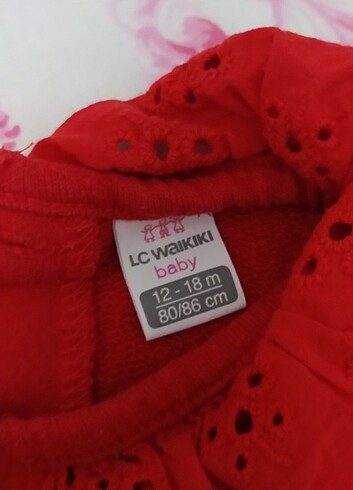 LC WAIKIKI
baby
12 - 18 m
80/86 cm